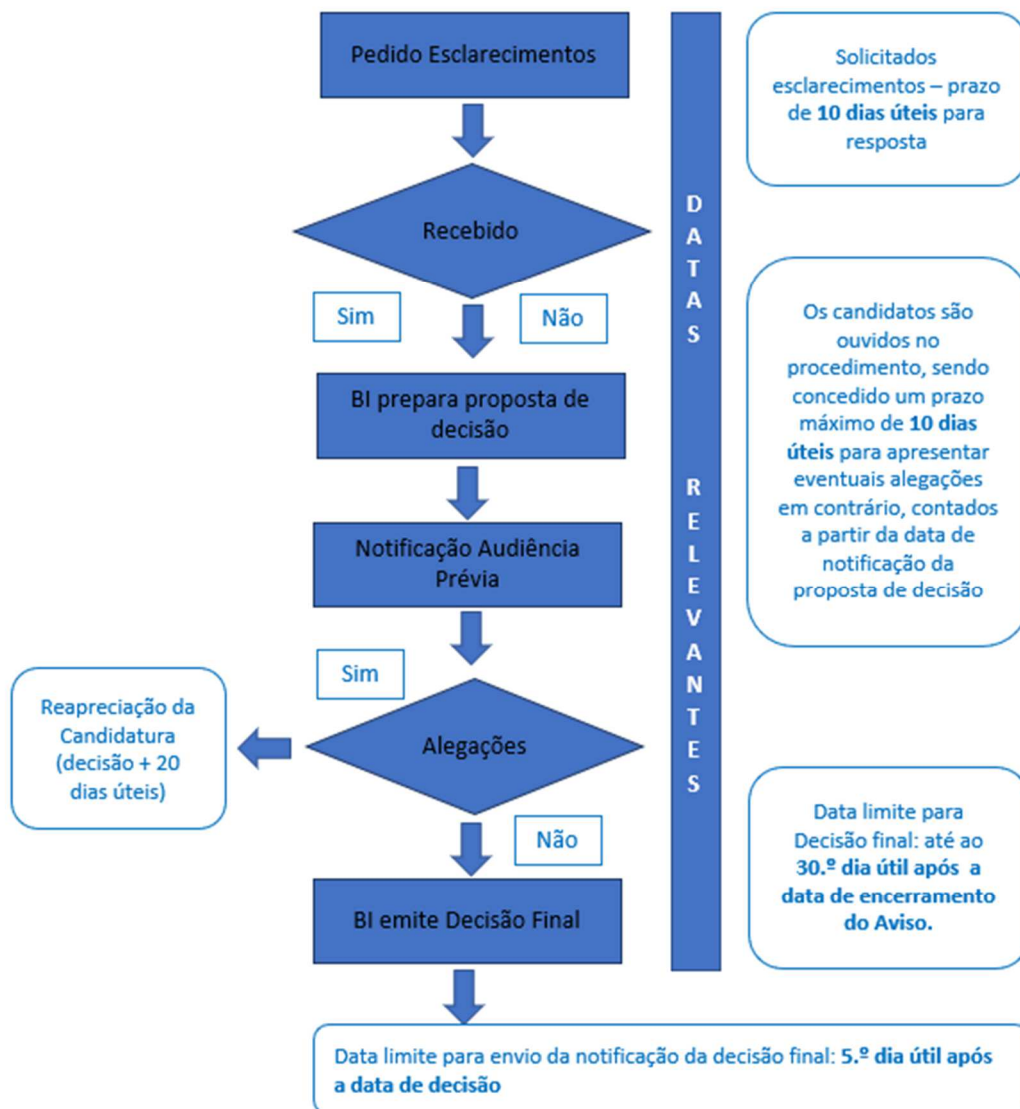 Pedido Esclarecimentos
Solicitados
esclarecimentos – prazo
de 10 dias úteis para
resposta
Recebido
Sim
Não
BI prepara proposta de
decisão
Notificação Audiência
Prévia
Sim
Alegações
Reapreciação da
Candidatura
(decisão + 20
dias úteis)
Não
BI emite Decisão Final
DATAS
RELEVANTES
Os candidatos são
ouvidos no
procedimento, sendo
concedido um prazo
máximo de 10 dias
úteis para apresentar
eventuais alegações
em contrário, contados
a partir da data de
notificação da
proposta de decisão
Data limite para
Decisão final: até ao
30.º dia útil após a
data de encerramento
do Aviso.
Data limite para envio da notificação da decisão final: 5.º dia útil após
a data de decisão